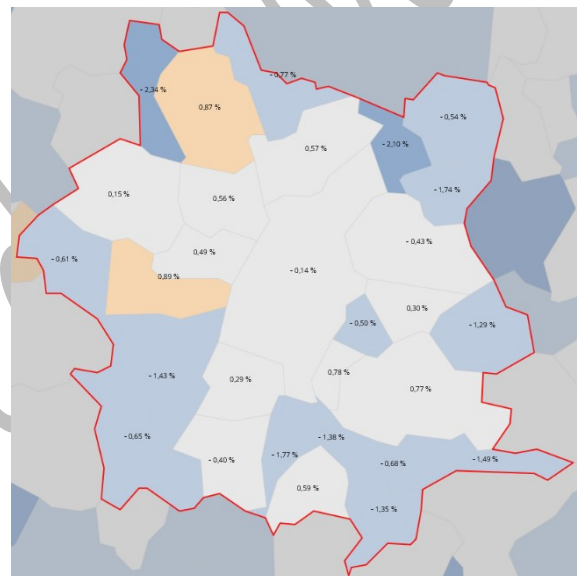 - 0,77 %
- 2,34 %
0,87 %
- 0,54 %
- 2,10 %
0,57 %
0,15 %
0,56 %
- 1,74 %
- 0,43 %
0,49 %
- 0,61 %
0,89 %
- 0,14 %
0,30 %
- 0,50 %
- 1,29 %
- 1,43 %
0,29 %
0,78 %
0,77 %
- 0,65 %
- 1,38 %
- 0,40 %
- 1,77 %
- 0,68 %
- 1,49 %
0,59 %
- 1,35 %